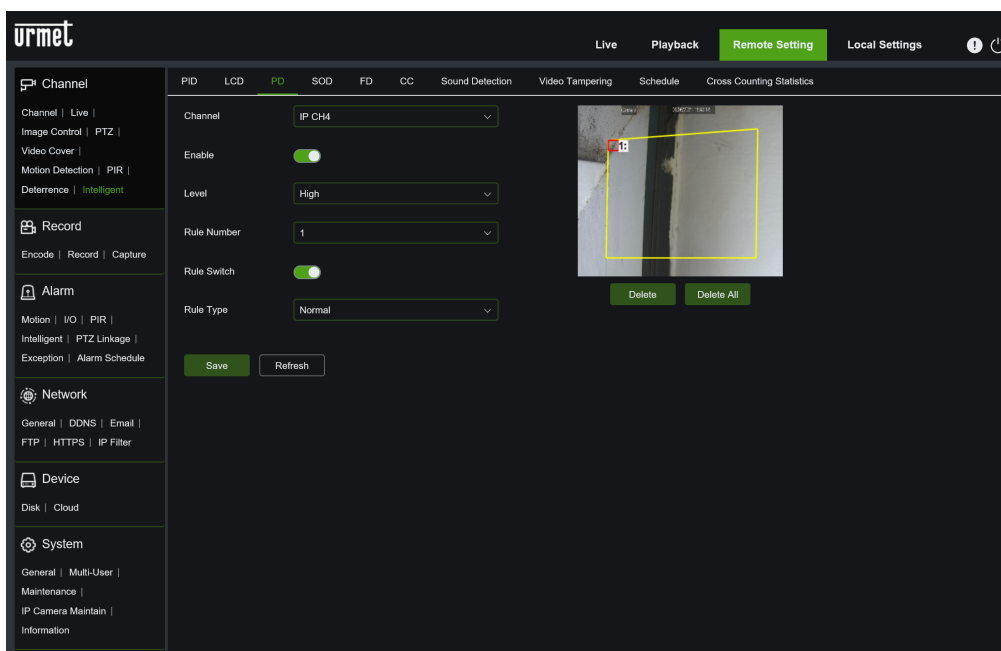 urmet
Live Playback Remote Setting Local Settings
Channel
Channel | Live |
Image Control | PTZ |
Video Cover |
Motion Detection | PIR |
Deterrence | Intelligent
Record
Encode | Record | Capture
Alarm
Motion | I/O | PIR |
Intelligent | PTZ Linkage |
Exception | Alarm Schedule
Network
General | DDNS | Email |
FTP | HTTPS | IP Filter
Device
Disk | Cloud
System
General | Multi-User |
Maintenance |
IP Camera Maintain |
Information
PID LCD PD SOD FD CC Sound Detection Video Tampering Schedule Cross Counting Statistics
Channel IP CH4
Enable
Level High
Rule Number 1
Rule Switch
Rule Type Normal
Save Refresh
1:
Delete Delete All